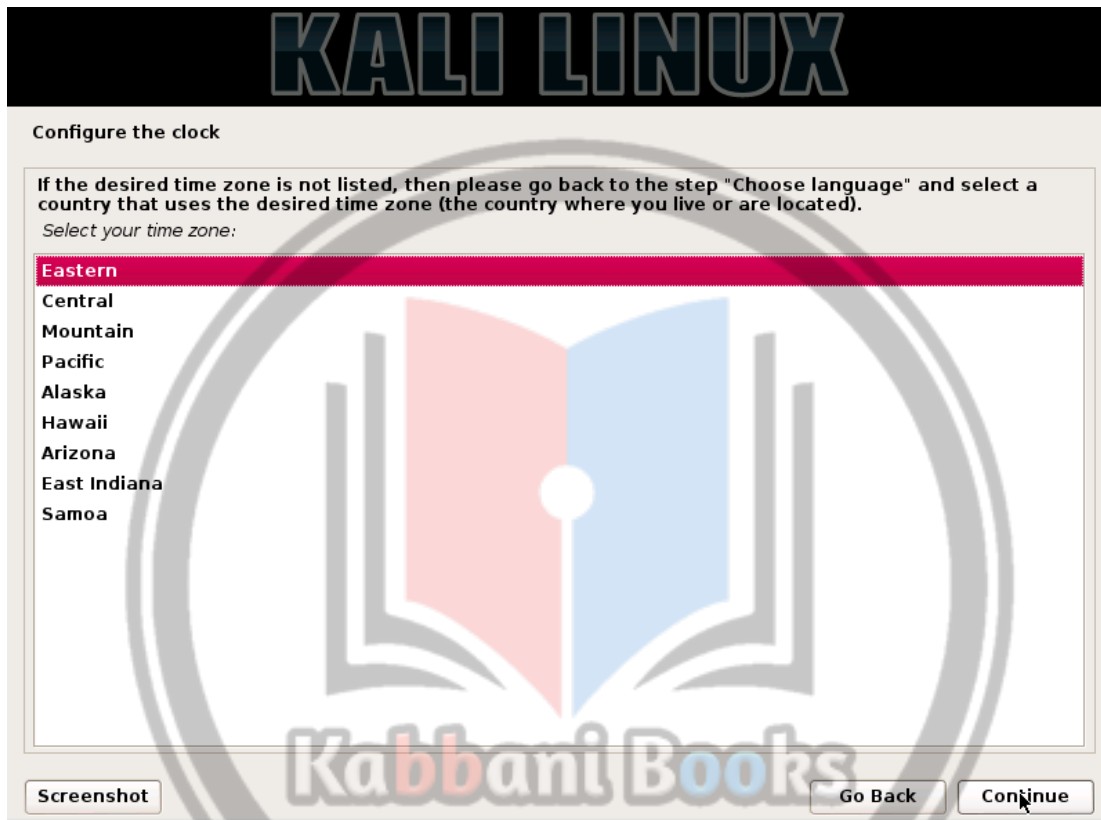 KALI LINUX
Configure the clock
If the desired time zone is not listed, then please go back to the step "Choose language" and select a
country that uses the desired time zone (the country where you live or are located).
Select your time zone:
Eastern
Central
Mountain
Pacific
Alaska
Hawaii
Arizona
East Indiana
Samoa
Kabbani Books
Screenshot
Go Back
Continue